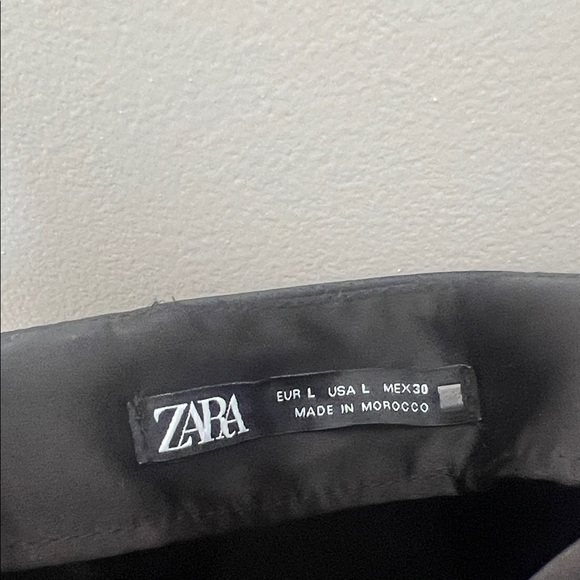 ZARA
EUR L USA L MEX30
MADE IN MOROCCO